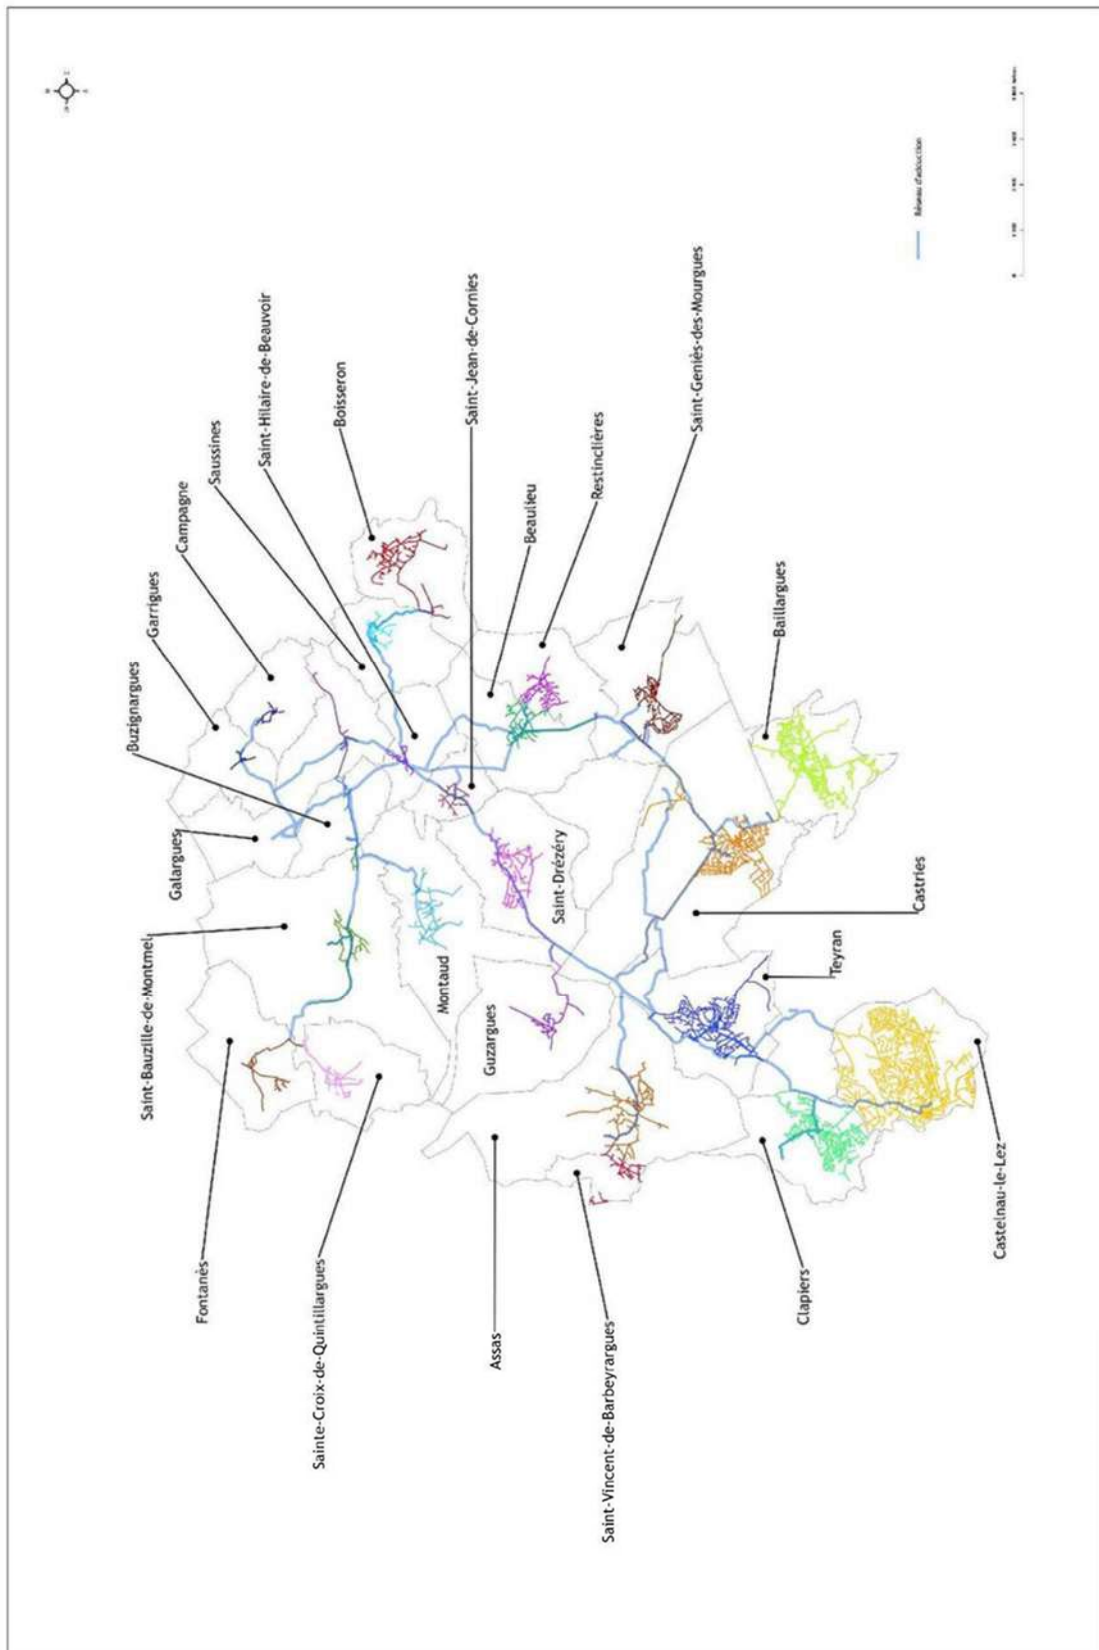 Fontanès
Saint-Bauzille-de-Montmel
Galargues
Buzignargues
Garrigues
Campagne
Saussines
Saint-Hilaire-de-Beauvoir
Boisseron
Sainte-Croix-de-Quintillargues
Montaud
Saint-Jean-de-Cornies
Assas
Guzargues
Beaulieu
Saint-Drézéry
Restinclières
Saint-Vincent-de-Barbeyrargues
Saint-Geniès-des-Mourgues
Baillargues
Clapiers
Teyran
Castries
Castelnau-le-Lez
Réseau d'adduction
0